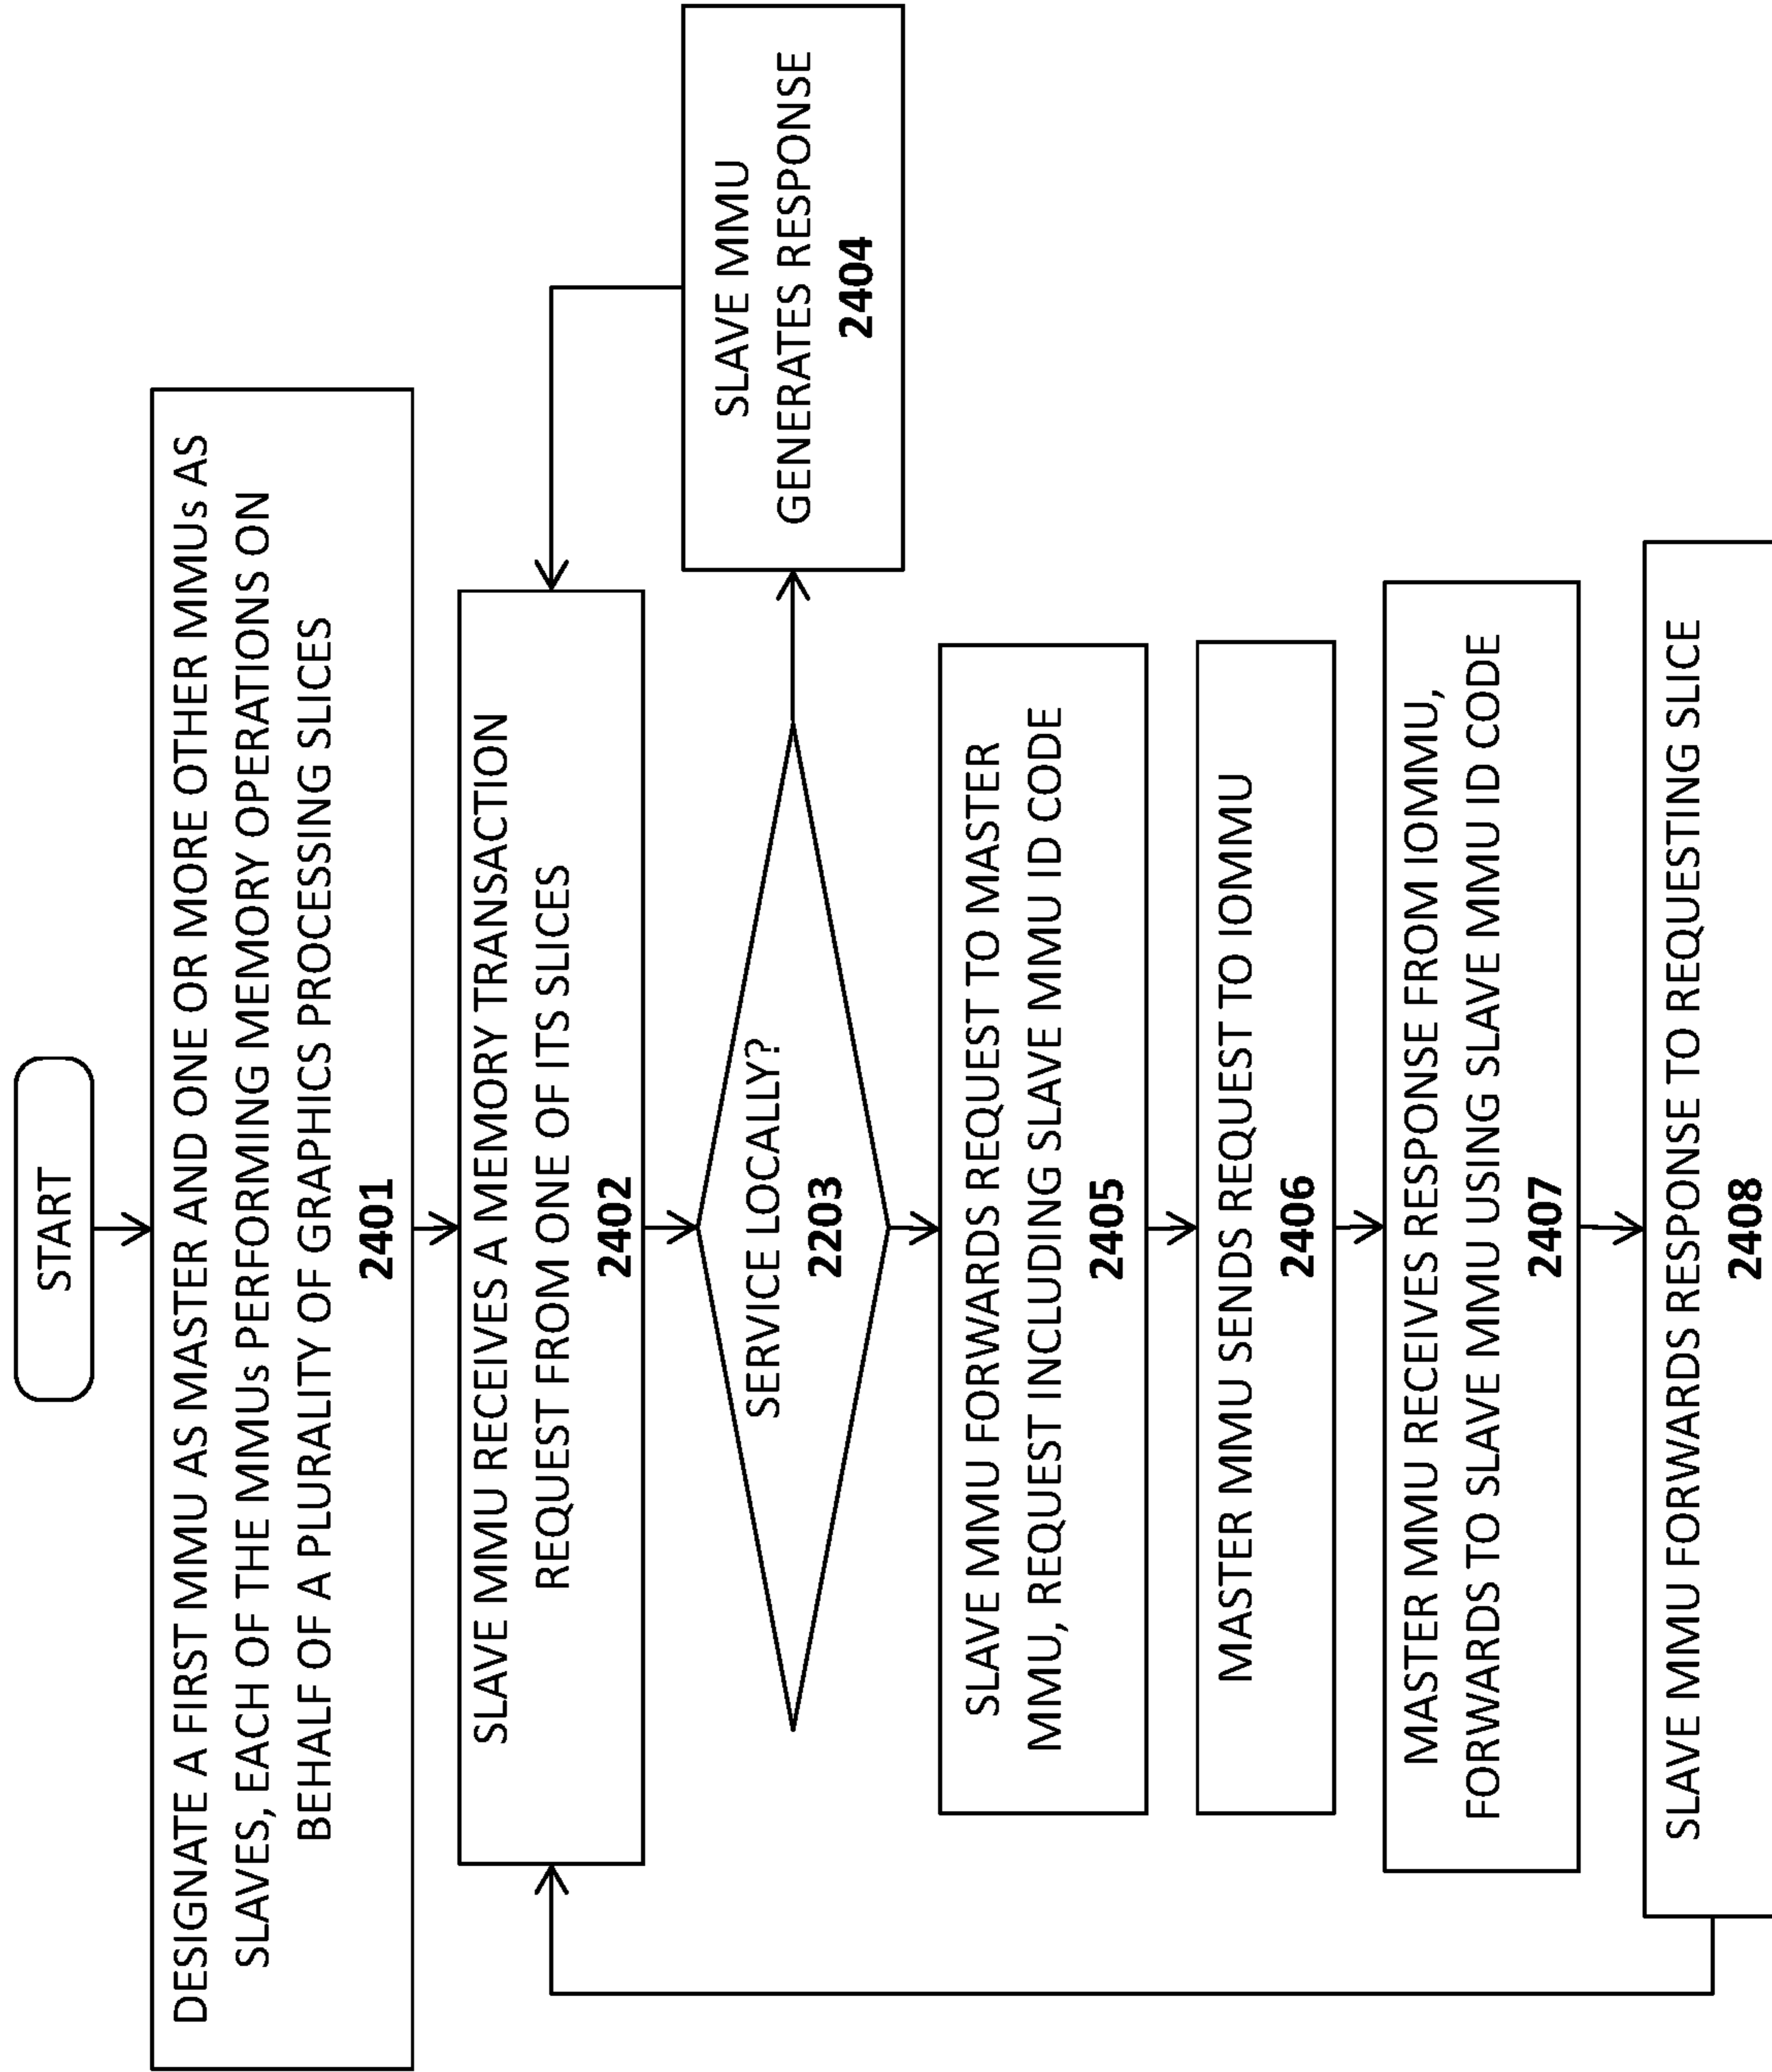 START
DESIGNATE A FIRST MMU AS MASTER AND ONE OR MORE OTHER MMUs AS
SLAVES, EACH OF THE MMUs PERFORMING MEMORY OPERATIONS ON
BEHALF OF A PLURALITY OF GRAPHICS PROCESSING SLICES
2401
SLAVE MMU RECEIVES A MEMORY TRANSACTION
REQUEST FROM ONE OF ITS SLICES
2402
SERVICE LOCALLY?
2203
SLAVE MMU
GENERATES RESPONSE
2404
SLAVE MMU FORWARDS REQUEST TO MASTER
MMU, REQUEST INCLUDING SLAVE MMU ID CODE
2405
MASTER MMU SENDS REQUEST TO IOMMU
2406
MASTER MMU RECEIVES RESPONSE FROM IOMMU,
FORWARDS TO SLAVE MMU USING SLAVE MMU ID CODE
2407
SLAVE MMU FORWARDS RESPONSE TO REQUESTING SLICE
2408